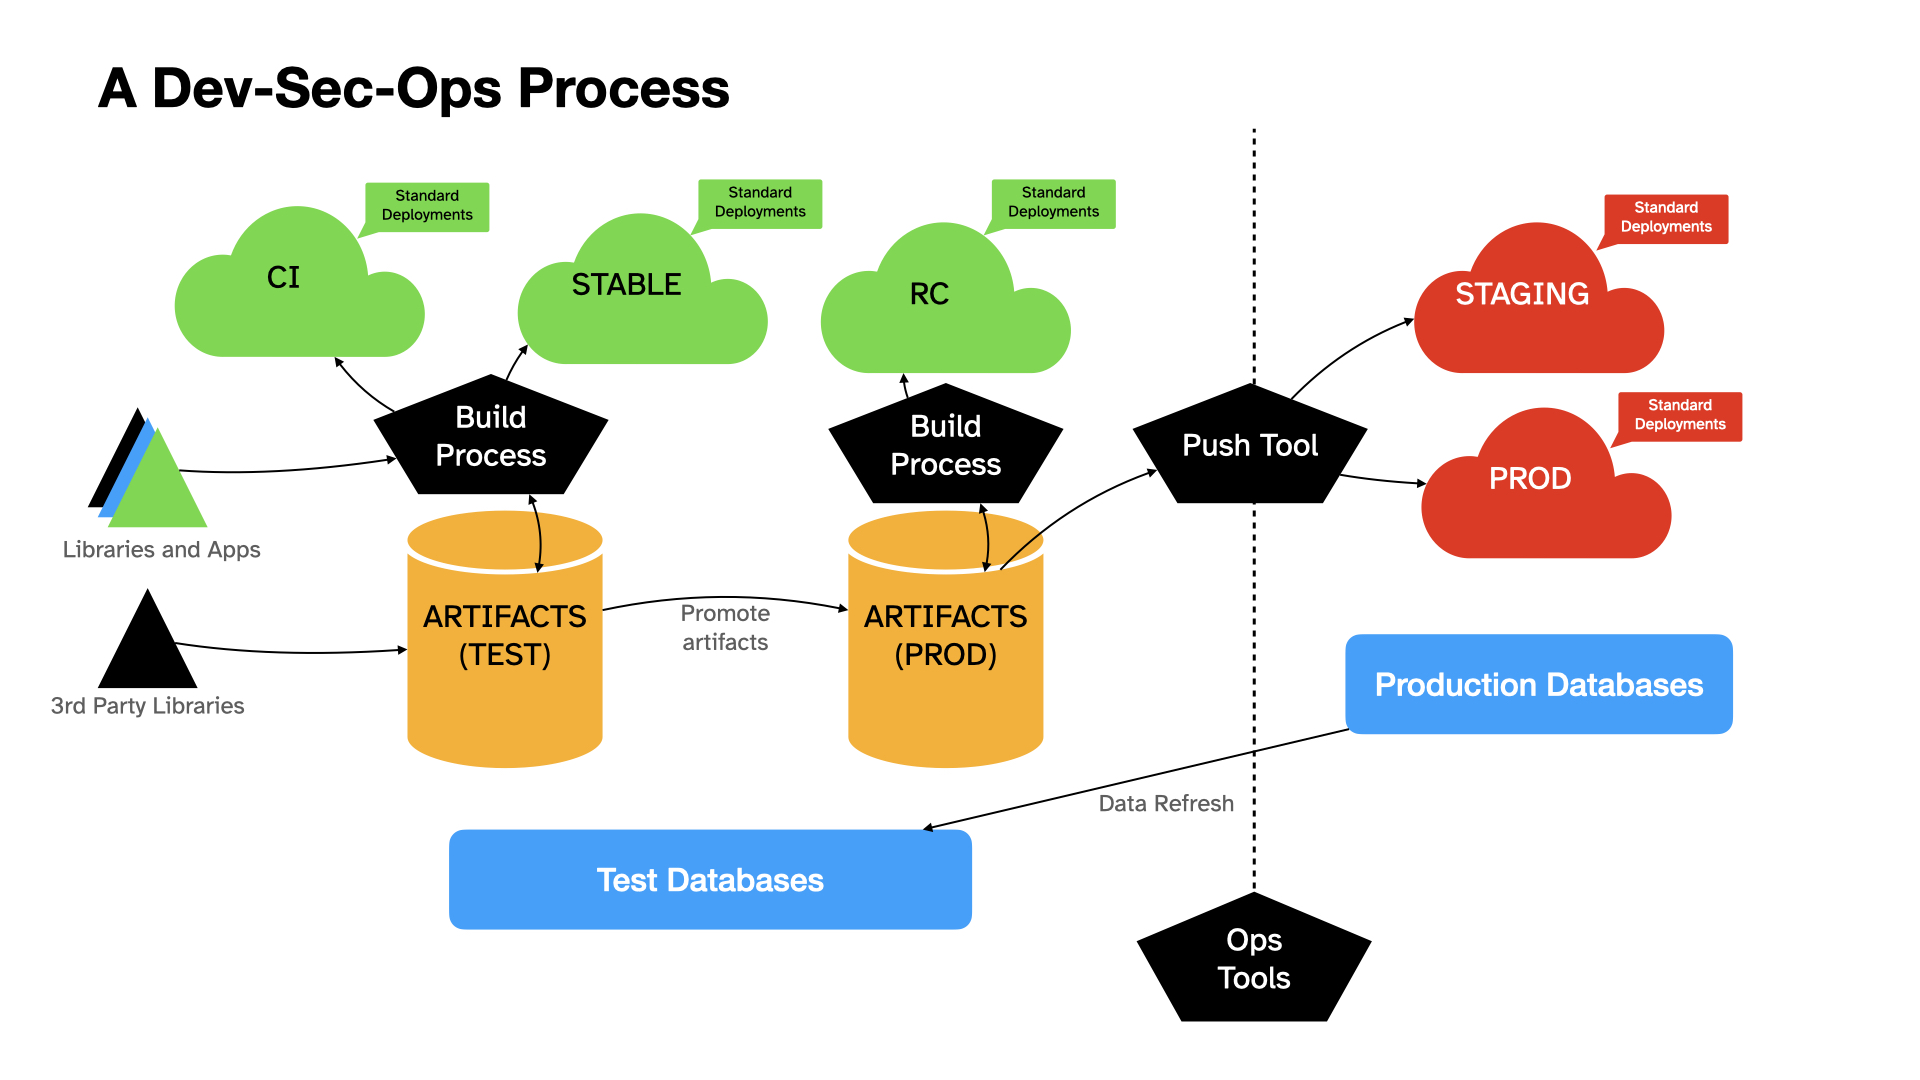 A Dev-Sec-Ops Process
Standard
Deployments
CI
Standard
Deployments
STABLE
Standard
Deployments
RC
Standard
Deployments
STAGING
Standard
Deployments
PROD
Build
Process
Build
Process
Push Tool
Libraries and Apps
3rd Party Libraries
ARTIFACTS
(TEST)
Promote
artifacts
ARTIFACTS
(PROD)
Production Databases
Data Refresh
Test Databases
Ops
Tools